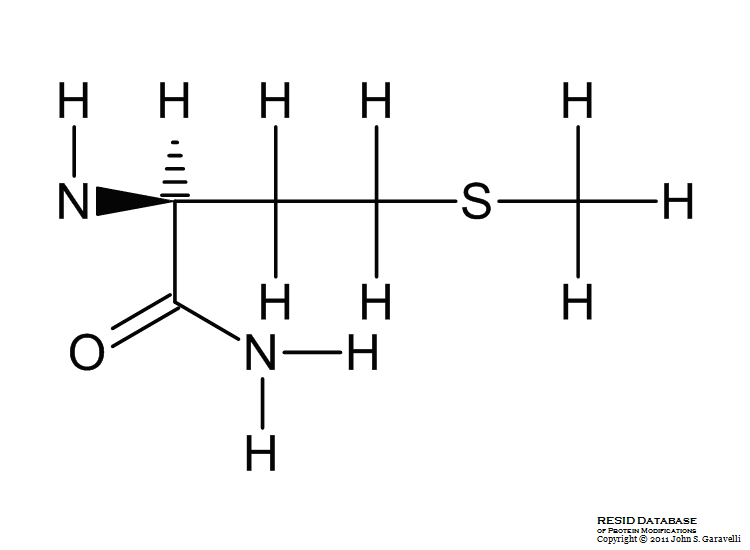 H H H H H
N S H
H H H
O N H
H
RESID DATABASE
OF PROTEIN MODIFICATIONS
Copyright © 2011 John S. Garavelli